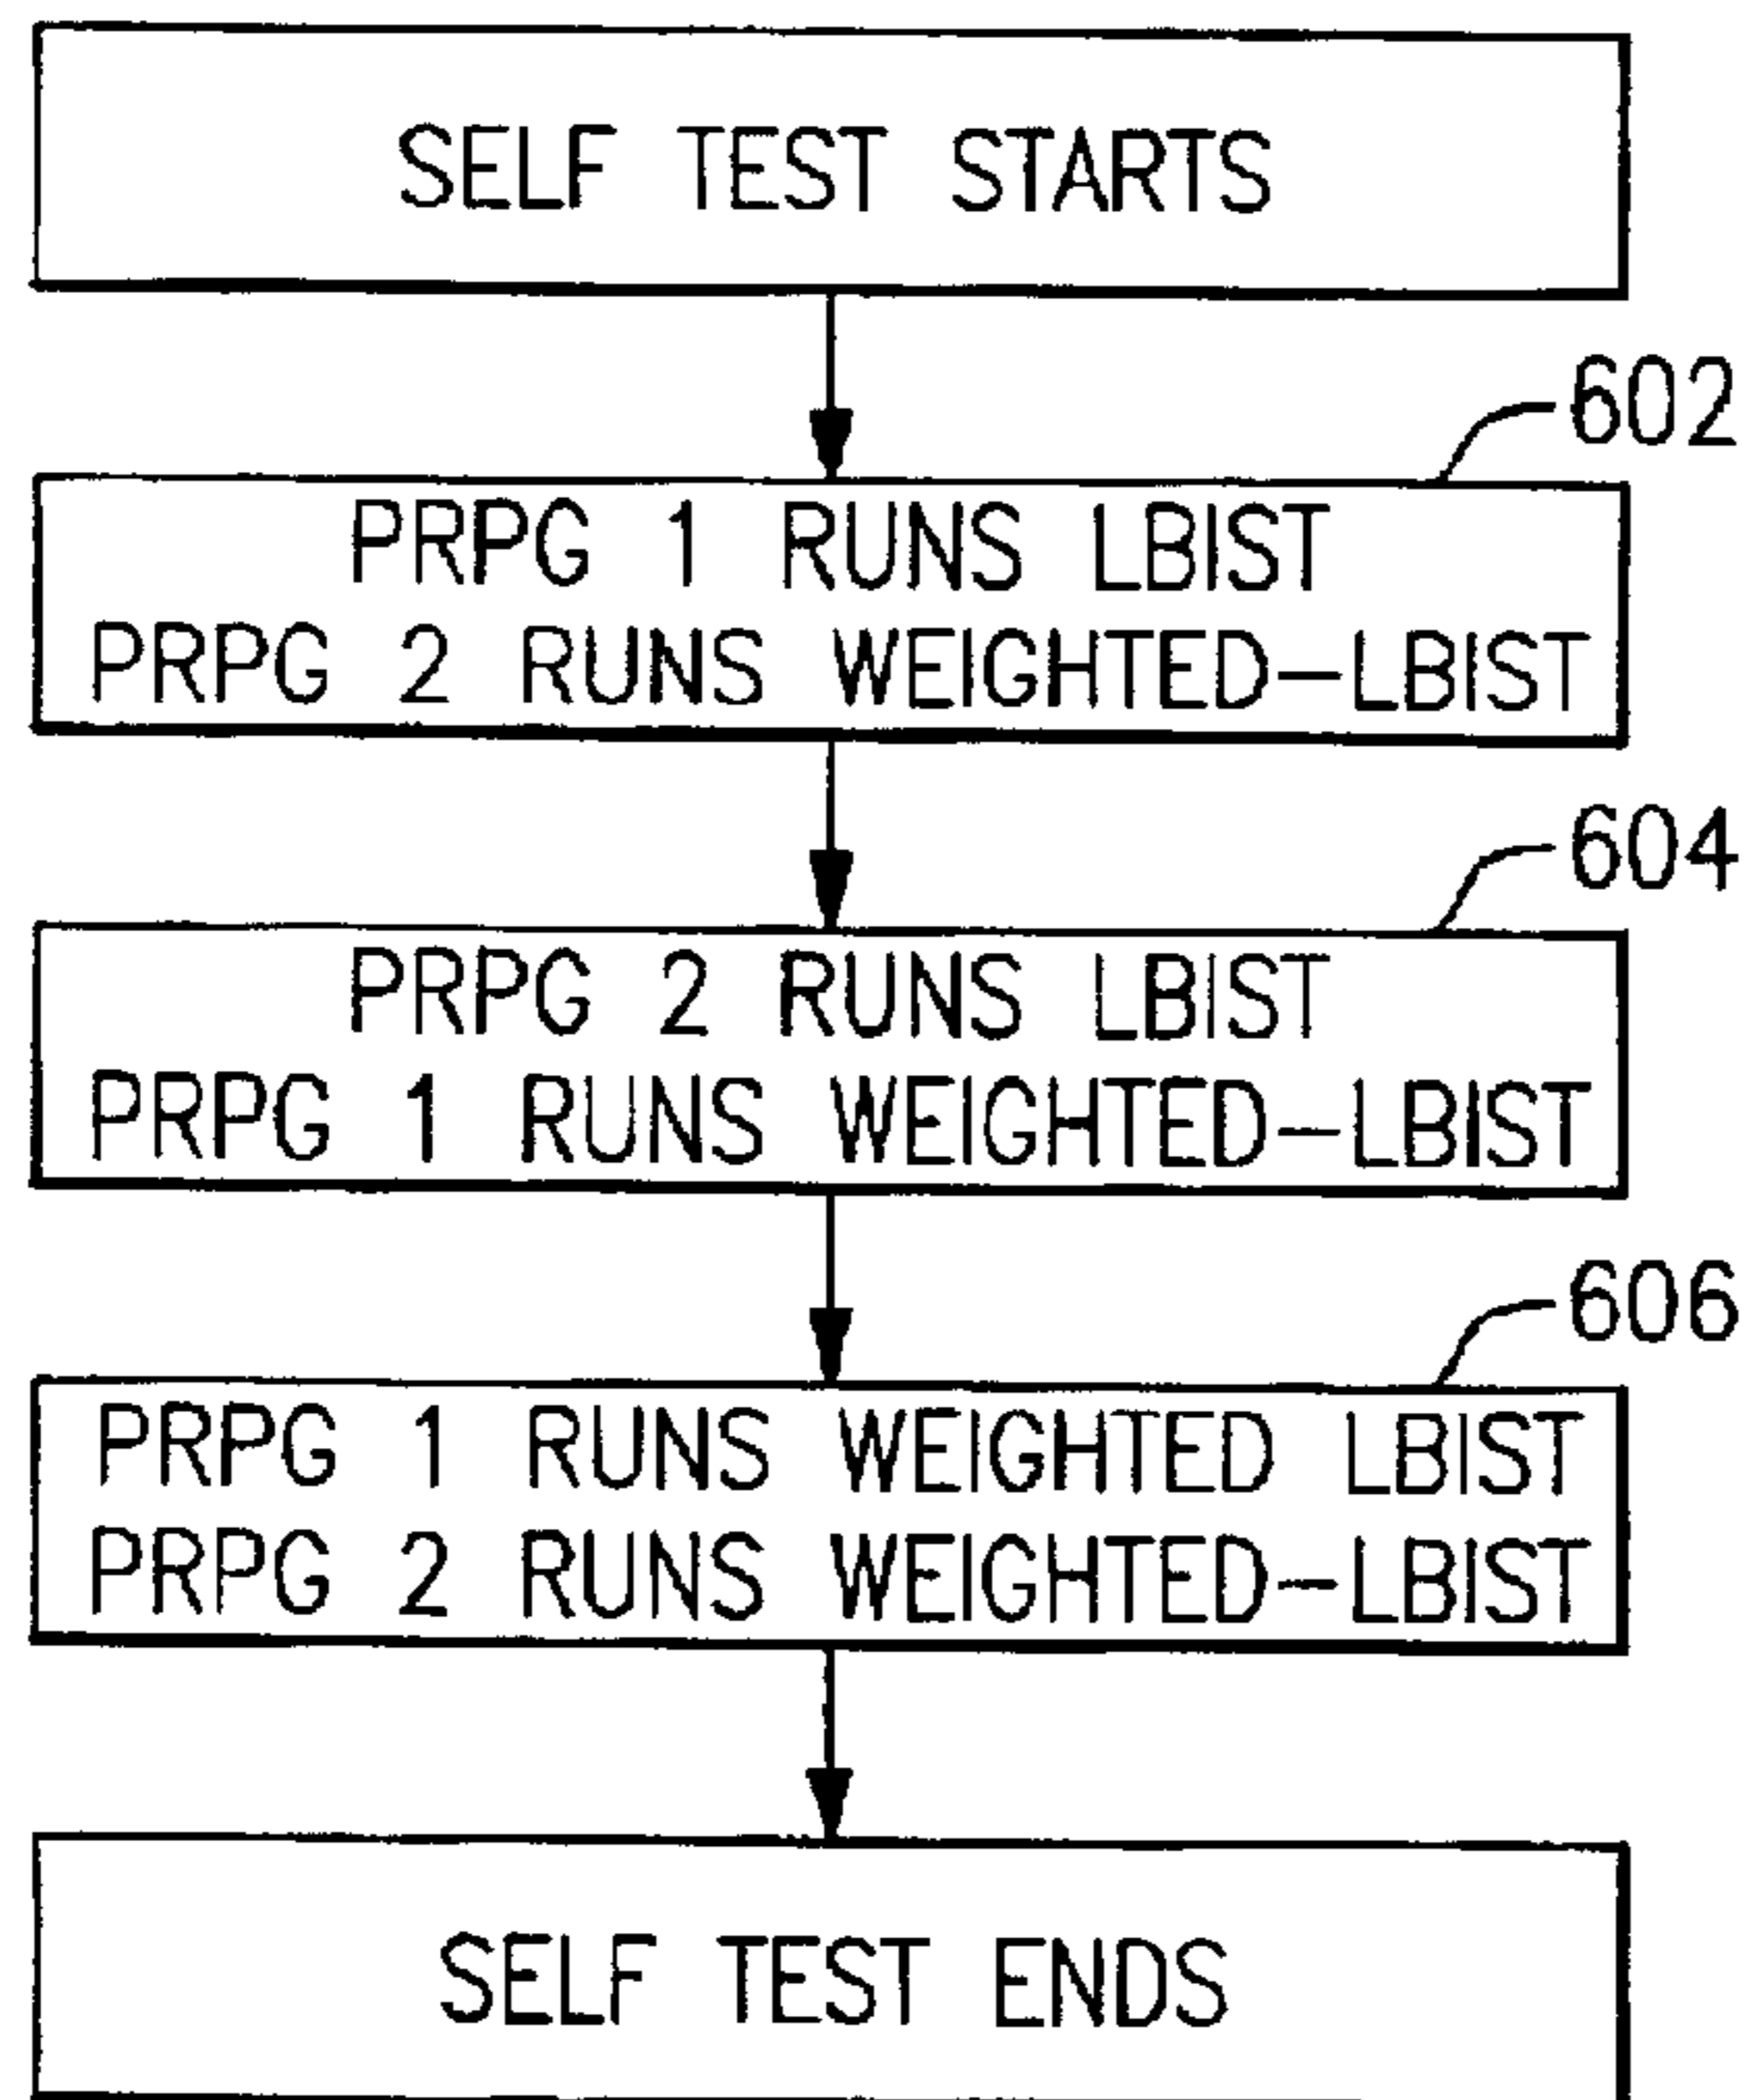 SELF TEST STARTS
602
PRPG 1 RUNS LBIST
PRPG 2 RUNS WEIGHTED-LBIST
604
PRPG 2 RUNS LBIST
PRPG 1 RUNS WEIGHTED-LBIST
606
PRPG 1 RUNS WEIGHTED LBIST
PRPG 2 RUNS WEIGHTED-LBIST
SELF TEST ENDS